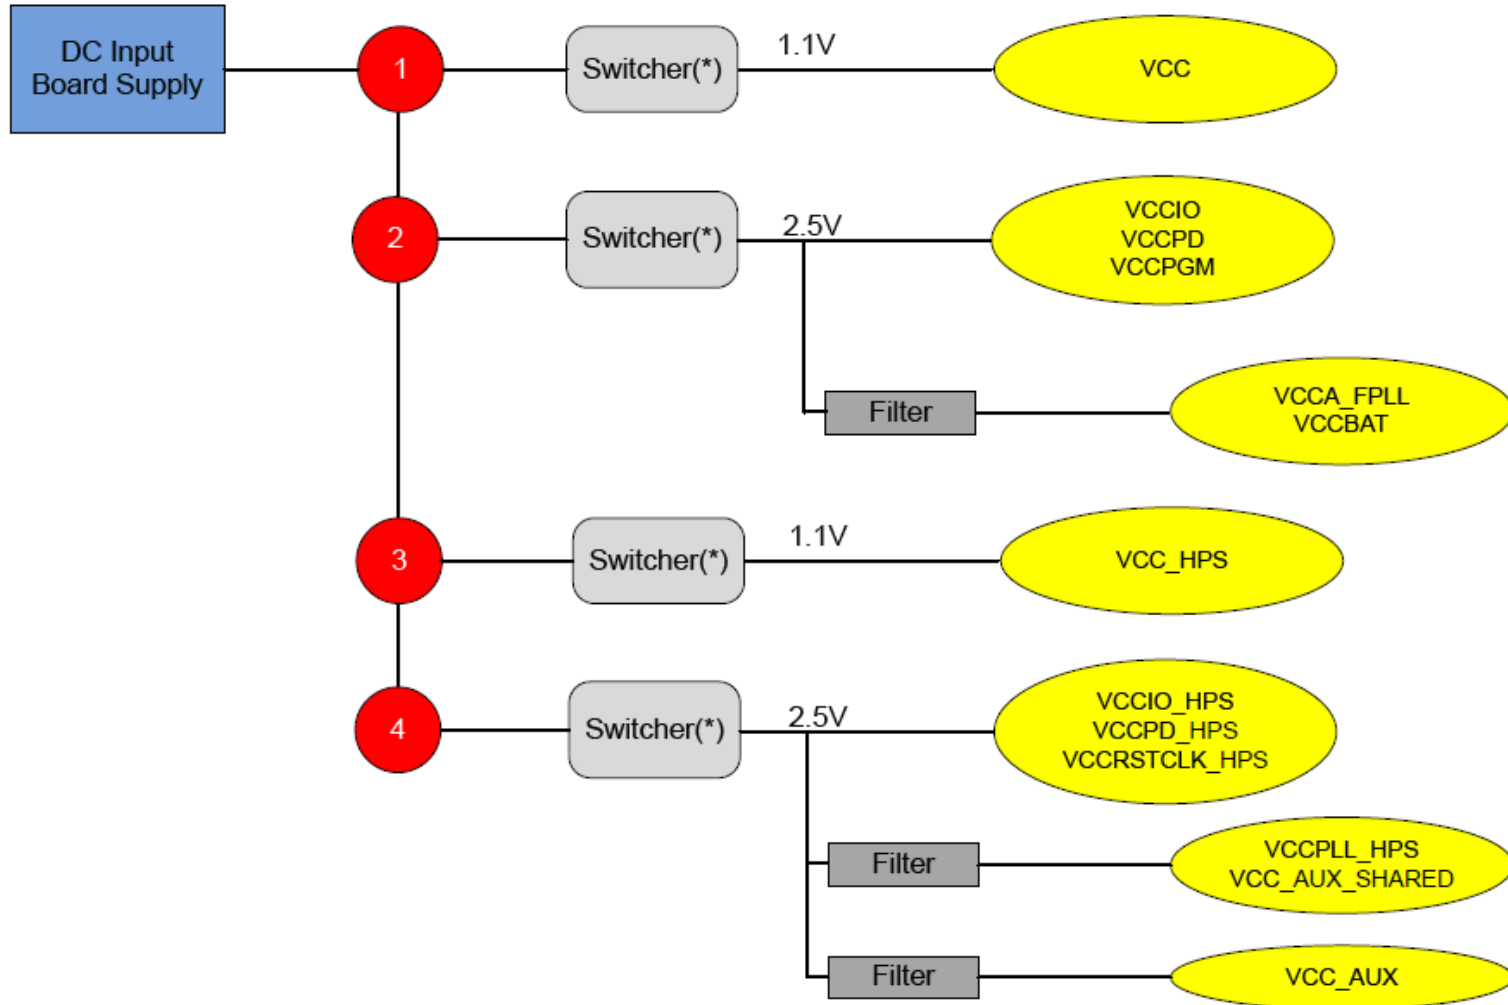 DC Input
Board Supply
1
Switcher(*)
1.1V
VCC
2
Switcher(*)
2.5V
VCCIO
VCCPD
VCCPGM
Filter
VCCA_FPLL
VCCBAT
3
Switcher(*)
1.1V
VCC_HPS
4
Switcher(*)
2.5V
VCCIO_HPS
VCCPD_HPS
VCCRSTCLK_HPS
Filter
VCCPLL_HPS
VCC_AUX_SHARED
Filter
VCC_AUX